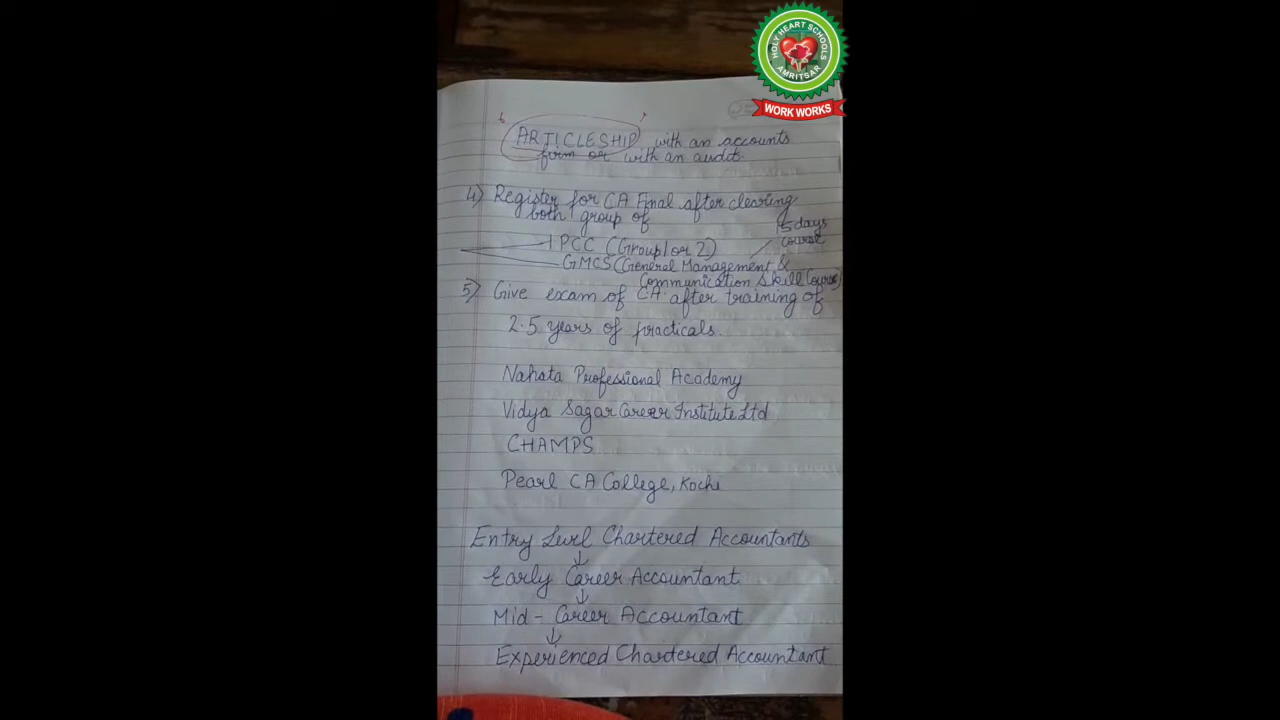 HOLY HEART SCHOOLS
AMRITSAR
WORK WORKS
ARTICLESHIP with an accounts
firm or with an audit.
4) Register for CA Final after clearing
both group of
15 days
course
IPCC (Group 1 or 2)
GMCS (General Management &
Communication Skill Course)
5) Give exam of CA after training of
2.5 years of practicals.
Nahata Professional Academy
Vidya Sagar Career Institute Ltd
CHAMPS
Pearl CA College, Kochi
Entry Level Chartered Accountants
↓
Early Career Accountant
↓
Mid - Career Accountant
↓
Experienced Chartered Accountant